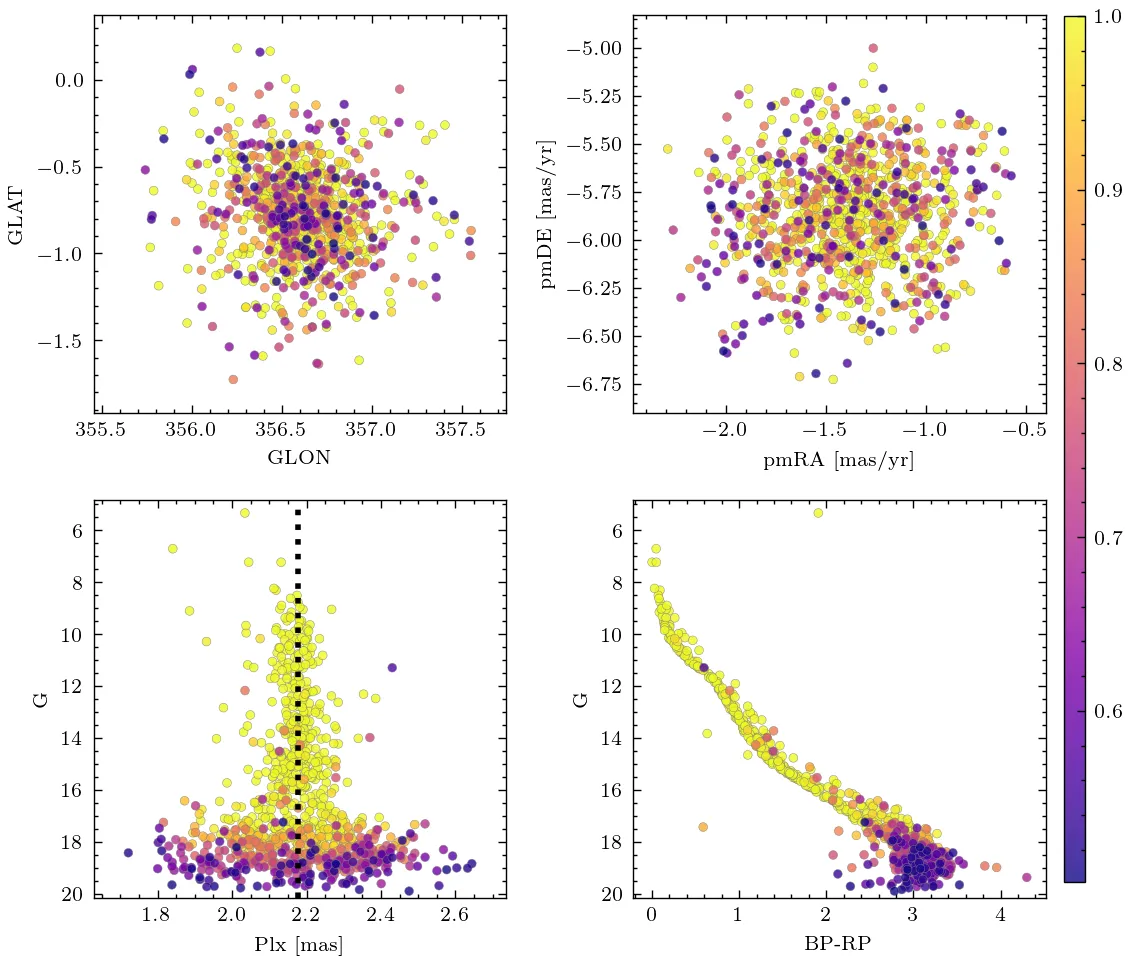 0.0
−0.5
−1.0
−1.5
GLAT
355.5 356.0 356.5 357.0 357.5
GLON
−5.00
−5.25
−5.50
−5.75
−6.00
−6.25
−6.50
−6.75
pmDE [mas/yr]
−2.0 −1.5 −1.0 −0.5
pmRA [mas/yr]
1.0
0.9
0.8
0.7
0.6
6
8
10
12
14
16
18
20
G
1.8 2.0 2.2 2.4 2.6
Plx [mas]
6
8
10
12
14
16
18
20
G
0 1 2 3 4
BP-RP